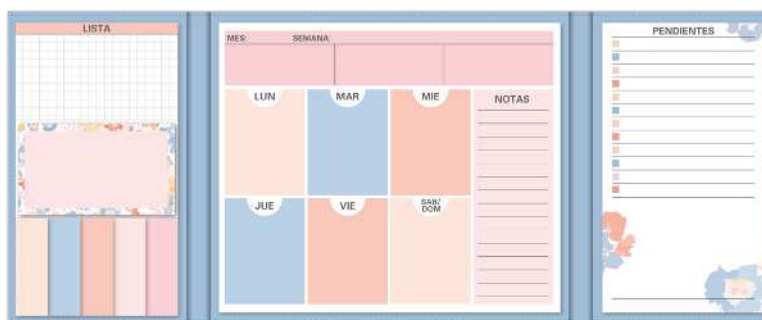 LISTA
MES: SEMANA:
LUN MAR MIE
NOTAS
JUE VIE SAB/
DOM
PENDIENTES